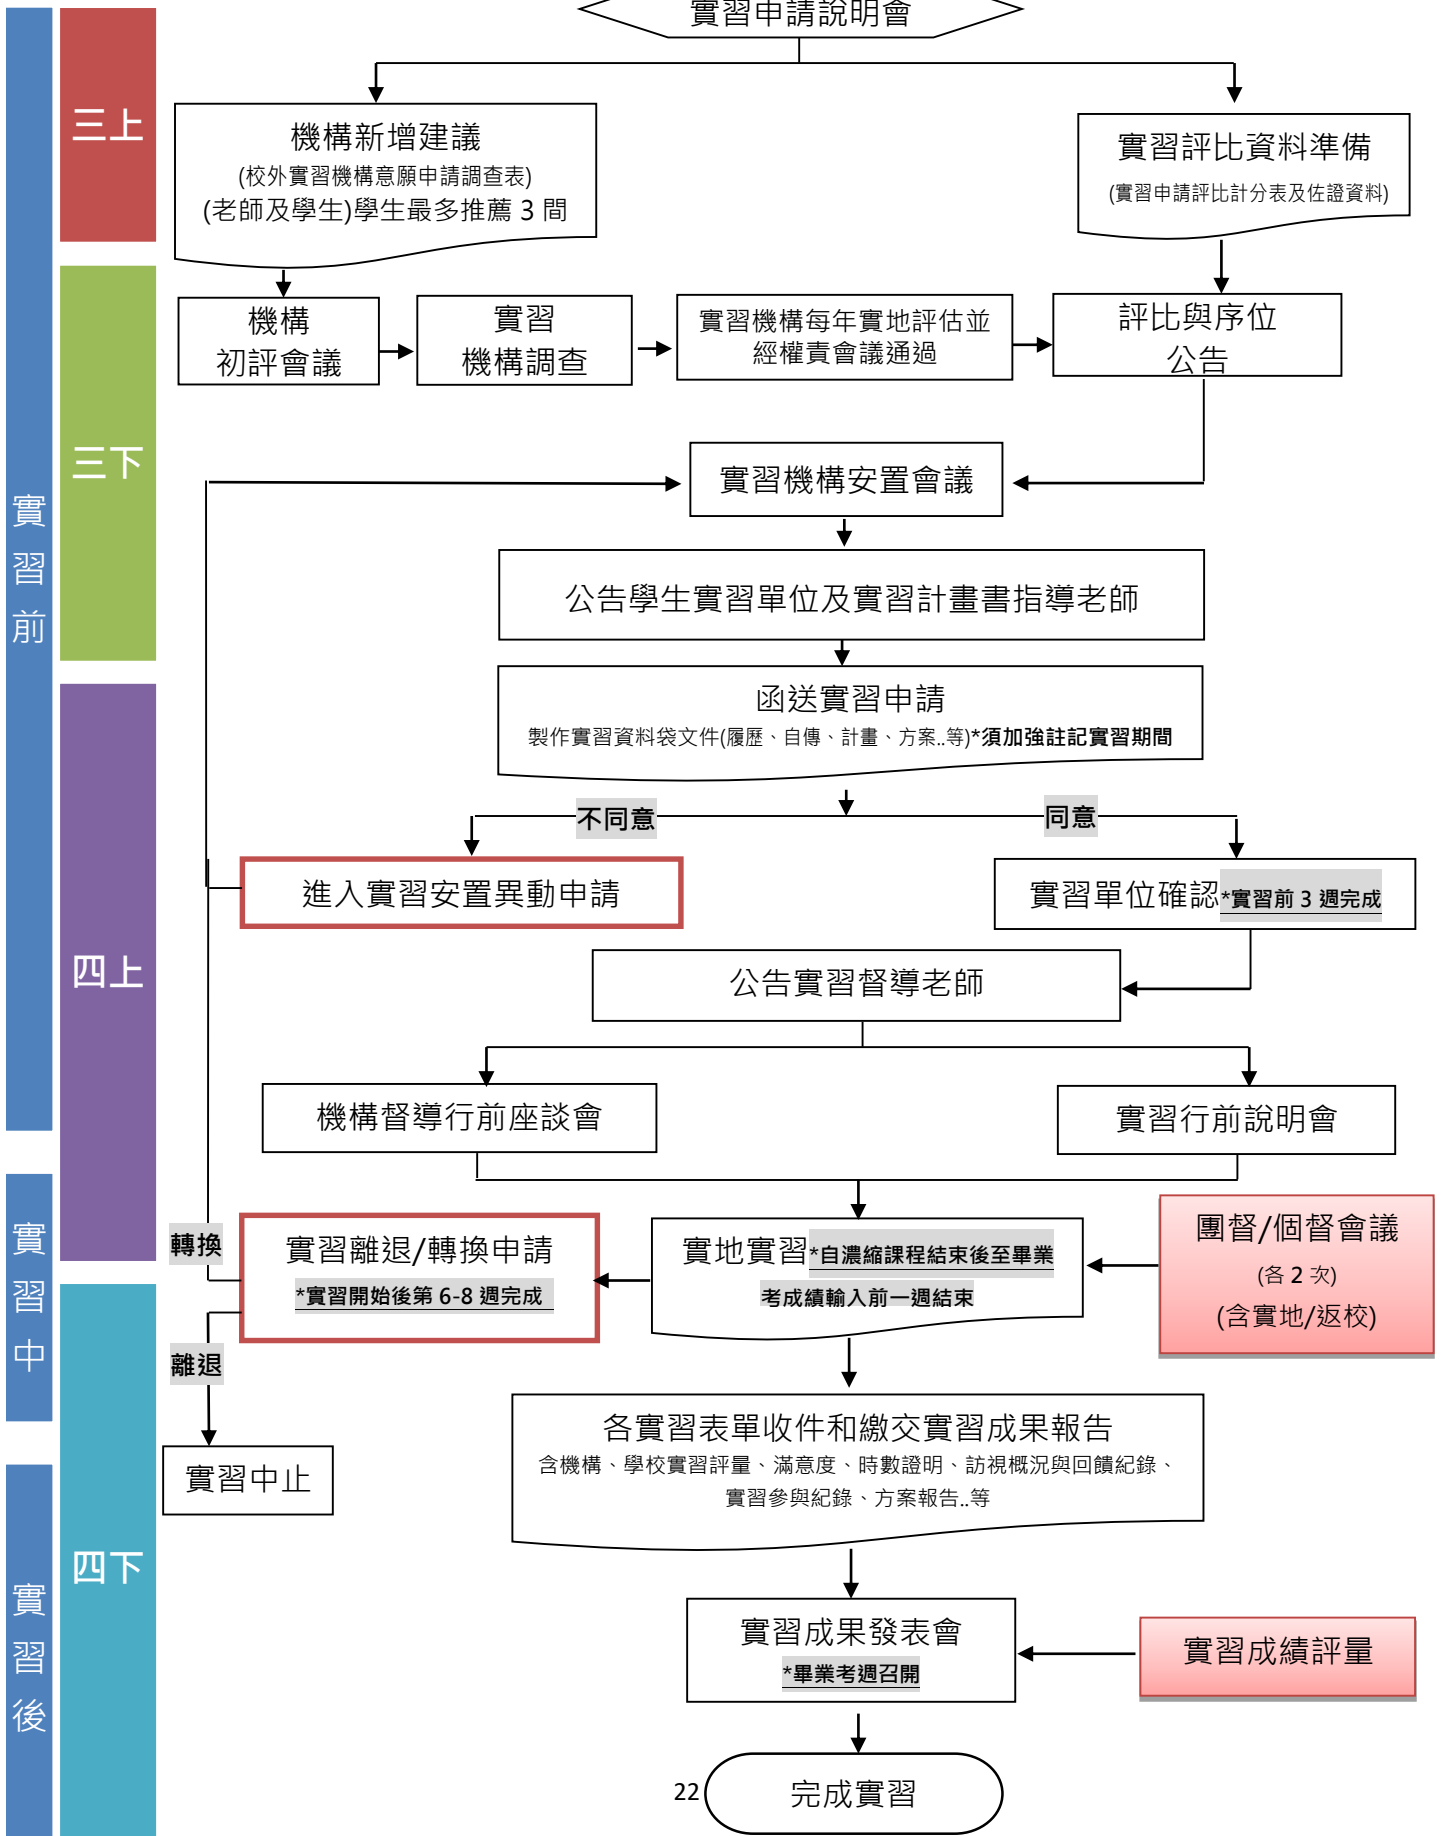 實習申請說明會
三上
機構新增建議
(校外實習機構意願申請調查表)
(老師及學生)學生最多推薦 3 間
實習評比資料準備
(實習申請評比計分表及佐證資料)
三下
機構
初評會議
實習
機構調查
實習機構每年實地評估並
經權責會議通過
評比與序位
公告
實習前
實習機構安置會議
公告學生實習單位及實習計畫書指導老師
四上
函送實習申請
製作實習資料袋文件(履歷、自傳、計畫、方案..等)*須加強註記實習期間
不同意
同意
進入實習安置異動申請
實習單位確認*實習前 3 週完成
公告實習督導老師
機構督導行前座談會
實習行前說明會
實習中
轉換
實習離退/轉換申請
*實習開始後第 6-8 週完成
離退
實地實習*自濃縮課程結束後至畢業
考成績輸入前一週結束
團督/個督會議
(各 2 次)
(含實地/返校)
實習中止
各實習表單收件和繳交實習成果報告
含機構、學校實習評量、滿意度、時數證明、訪視概況與回饋紀錄、
實習參與紀錄、方案報告..等
四下
實習後
實習成果發表會
*畢業考週召開
實習成績評量
22
完成實習